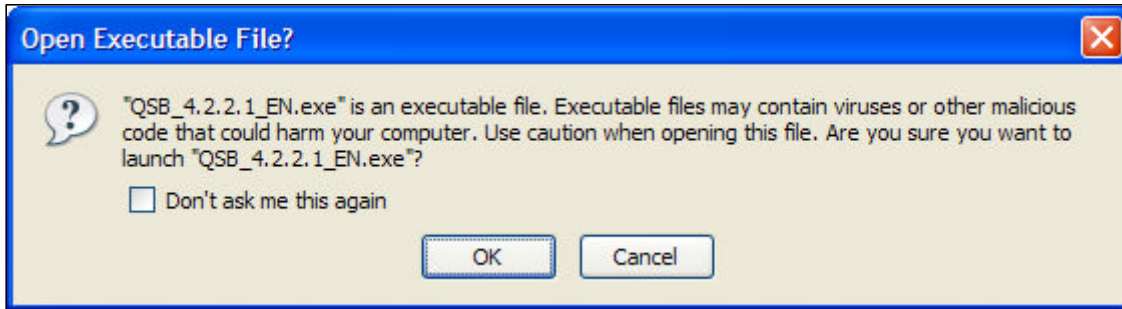 Open Executable File?
"QSB_4.2.2.1_EN.exe" is an executable file. Executable files may contain viruses or other malicious
code that could harm your computer. Use caution when opening this file. Are you sure you want to
launch "QSB_4.2.2.1_EN.exe"?
Don't ask me this again
OK
Cancel